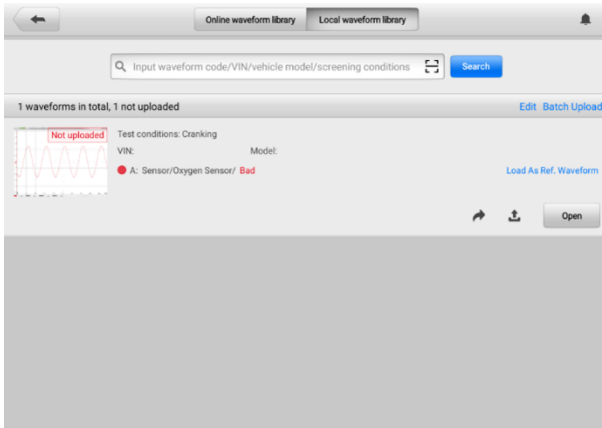 Online waveform library
Local waveform library
Input waveform code/VIN/vehicle model/screening conditions
Search
1 waveforms in total, 1 not uploaded
Edit
Batch Upload
Not uploaded
Test conditions: Cranking
VIN:
Model:
A: Sensor/Oxygen Sensor/ Bad
Load As Ref. Waveform
Open